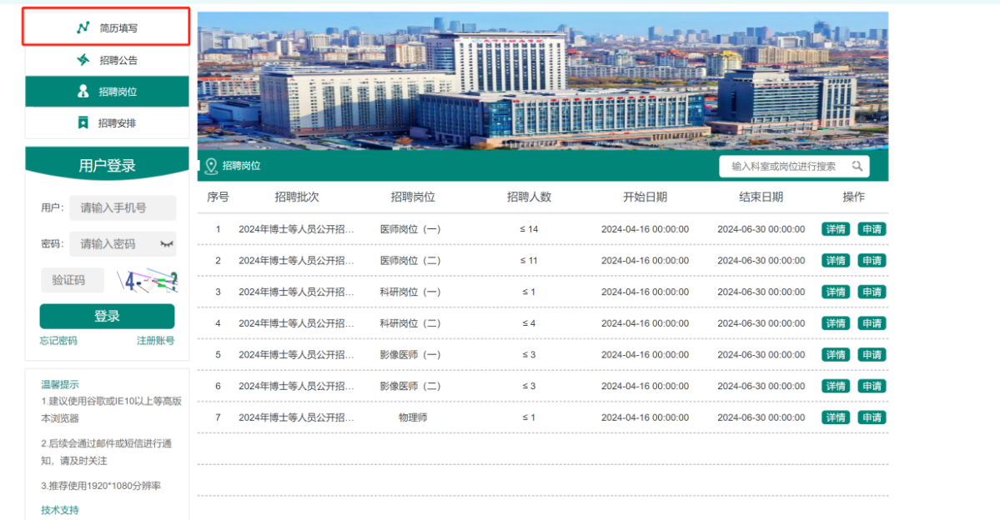 简历填写
招聘公告
招聘岗位
招聘安排
用户登录
用户: 请输入手机号
密码: 请输入密码
验证码
登录
忘记密码 注册账号
温馨提示
1.建议使用谷歌或IE10以上等高版
本浏览器
2.后续会通过邮件或短信进行通
知，请及时关注
3.推荐使用1920*1080分辨率
技术支持
招聘岗位 输入科室或岗位进行搜索
序号 招聘批次 招聘岗位 招聘人数 开始日期 结束日期 操作
1 2024年博士等人员公开招... 医师岗位（一） ≤ 14 2024-04-16 00:00:00 2024-06-30 00:00:00 详情 申请
2 2024年博士等人员公开招... 医师岗位（二） ≤ 11 2024-04-16 00:00:00 2024-06-30 00:00:00 详情 申请
3 2024年博士等人员公开招... 科研岗位（一） ≤ 1 2024-04-16 00:00:00 2024-06-30 00:00:00 详情 申请
4 2024年博士等人员公开招... 科研岗位（二） ≤ 4 2024-04-16 00:00:00 2024-06-30 00:00:00 详情 申请
5 2024年博士等人员公开招... 影像医师（一） ≤ 3 2024-04-16 00:00:00 2024-06-30 00:00:00 详情 申请
6 2024年博士等人员公开招... 影像医师（二） ≤ 3 2024-04-16 00:00:00 2024-06-30 00:00:00 详情 申请
7 2024年博士等人员公开招... 物理师 ≤ 1 2024-04-16 00:00:00 2024-06-30 00:00:00 详情 申请